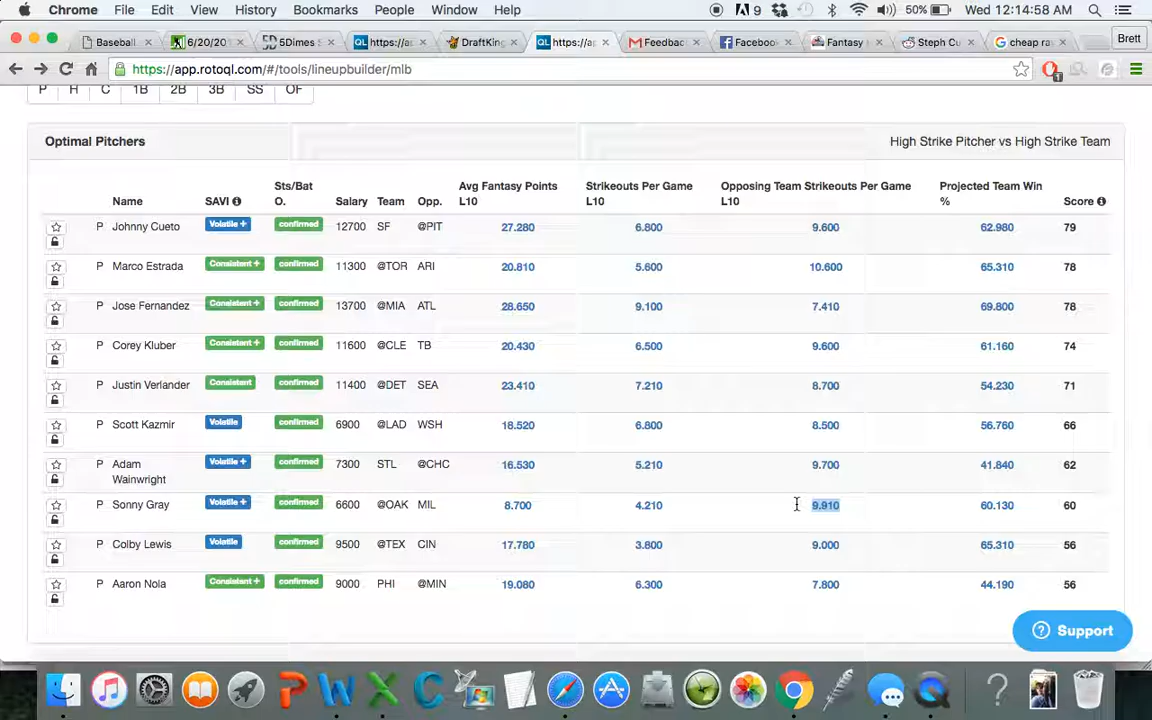 Chrome File Edit View History Bookmarks People Window Help 9 50% Wed 12:14:58 AM
Baseball 6/20/20 5Dimes https://ap DraftKing https://ap Feedbac Facebook Fantasy Steph Cu cheap ra Brett
https://app.rotoql.com/#/tools/lineupbuilder/mlb
P H C 1B 2B 3B SS OF
Optimal Pitchers High Strike Pitcher vs High Strike Team
Name SAVI Sts/Bat O. Salary Team Opp. Avg Fantasy Points L10 Strikeouts Per Game L10 Opposing Team Strikeouts Per Game L10 Projected Team Win % Score
P Johnny Cueto Volatile + confirmed 12700 SF @PIT 27.280 6.800 9.600 62.980 79
P Marco Estrada Consistent + confirmed 11300 @TOR ARI 20.810 5.600 10.600 65.310 78
P Jose Fernandez Consistent + confirmed 13700 @MIA ATL 28.650 9.100 7.410 69.800 78
P Corey Kluber Consistent + confirmed 11600 @CLE TB 20.430 6.500 9.600 61.160 74
P Justin Verlander Consistent confirmed 11400 @DET SEA 23.410 7.210 8.700 54.230 71
P Scott Kazmir Volatile confirmed 6900 @LAD WSH 18.520 6.800 8.500 56.760 66
P Adam Wainwright Volatile + confirmed 7300 STL @CHC 16.530 5.210 9.700 41.840 62
P Sonny Gray Volatile + confirmed 6600 @OAK MIL 8.700 4.210 9.910 60.130 60
P Colby Lewis Volatile confirmed 9500 @TEX CIN 17.780 3.800 9.000 65.310 56
P Aaron Nola Consistent + confirmed 9000 PHI @MIN 19.080 6.300 7.800 44.190 56
Support